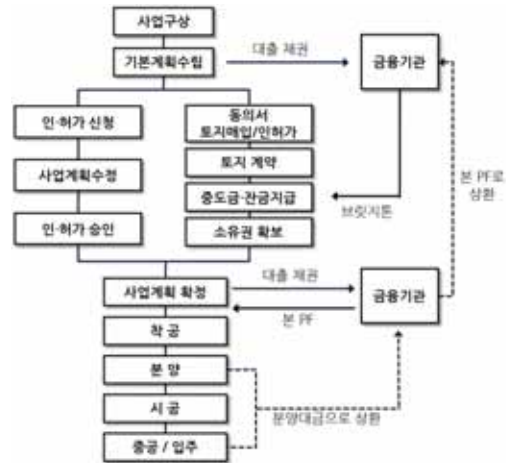 사업구상
기본계획수립
대출 채권
금융기관
인·허가 신청
동의서
토지매입/인허가
토지 계약
사업계획수정
중도금·잔금지급
브릿지론
본 PF로
상환
인·허가 승인
소유권 확보
사업계획 확정
대출 채권
본 PF
금융기관
착 공
분 양
분양대금으로 상환
시 공
준공 / 입주